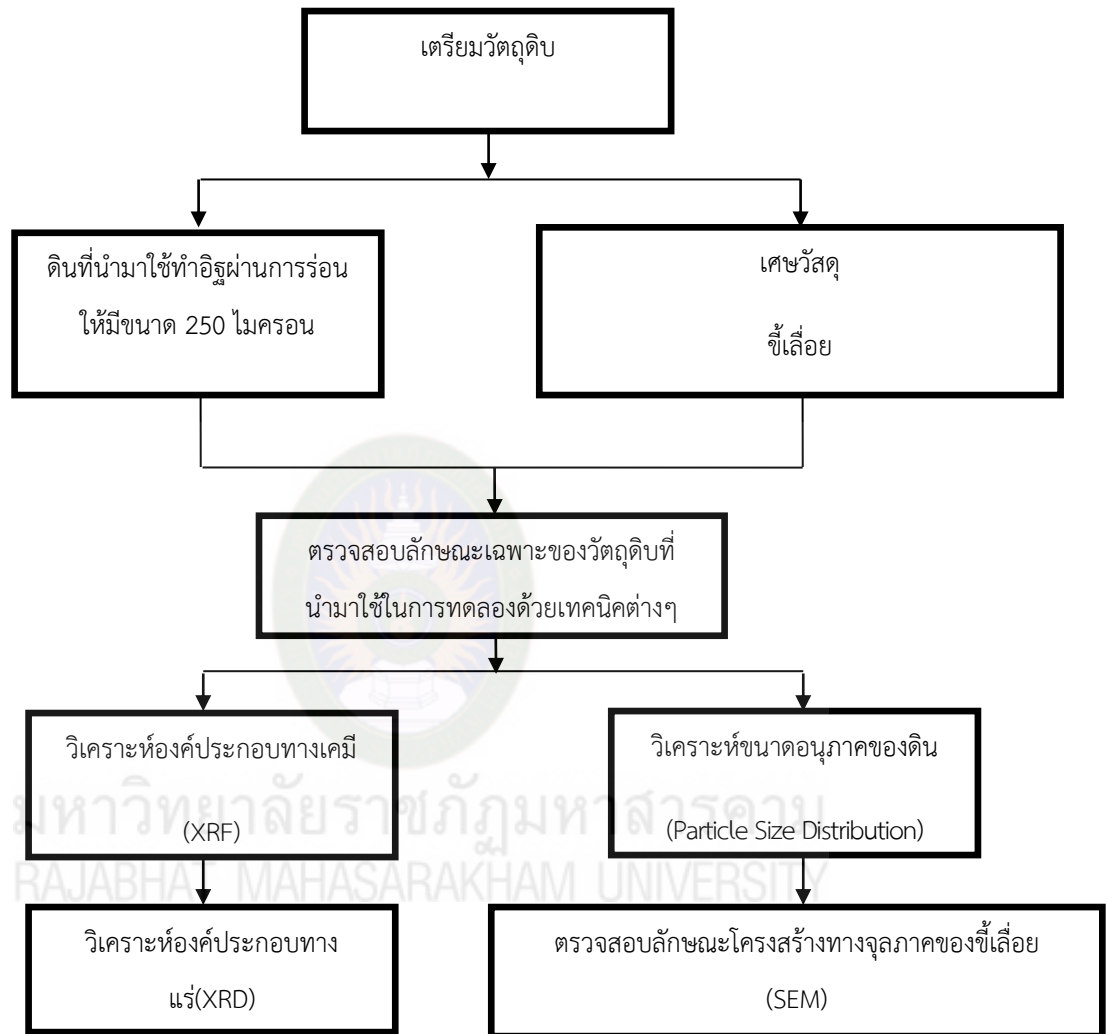 เตรียมวัตถุดิบ
ดินที่นำมาใช้ทำอิฐผ่านการร่อน
ให้มีขนาด 250 ไมครอน
เศษวัสดุ
ขี้เลื่อย
ตรวจสอบลักษณะเฉพาะของวัตถุดิบที่
นำมาใช้ในการทดลองด้วยเทคนิคต่างๆ
วิเคราะห์องค์ประกอบทางเคมี
(XRF)
วิเคราะห์ขนาดอนุภาคของดิน
(Particle Size Distribution)
มหาวิทยาลัยราชภัฏมหาสารคาม
RAJABHAT MAHASARAKHAM UNIVERSITY
วิเคราะห์องค์ประกอบทาง
แร่(XRD)
ตรวจสอบลักษณะโครงสร้างทางจุลภาคของขี้เลื่อย
(SEM)